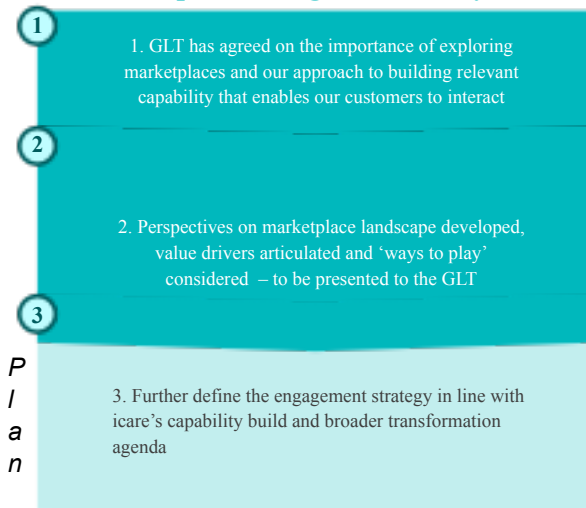 1
1. GLT has agreed on the importance of exploring
marketplaces and our approach to building relevant
capability that enables our customers to interact
2
2. Perspectives on marketplace landscape developed,
value drivers articulated and ‘ways to play’
considered – to be presented to the GLT
3
P
l
a
n
3. Further define the engagement strategy in line with
icare’s capability build and broader transformation
agenda